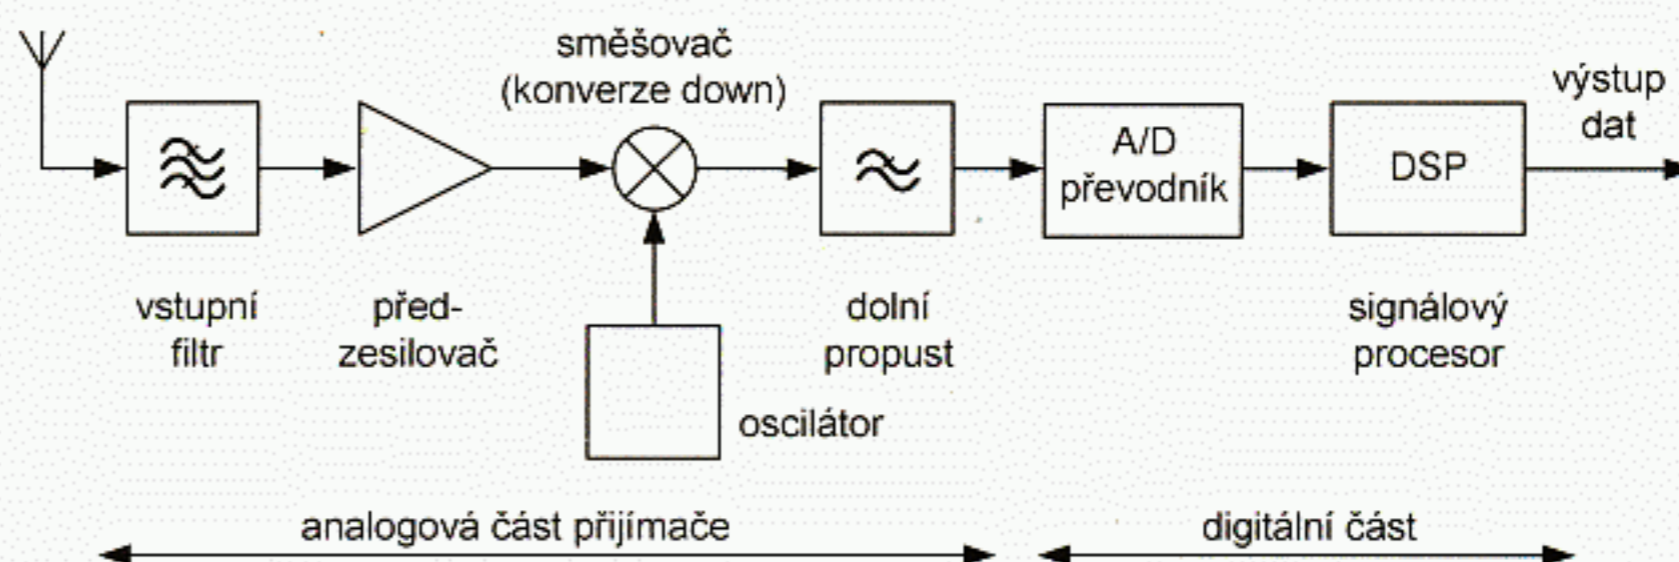 směšovač
(konverze down)
výstup
dat
A/D
převodník
DSP
vstupní
filtr
před-
zesilovač
dolní
propust
signálový
procesor
oscilátor
analogová část přijímače
digitální část